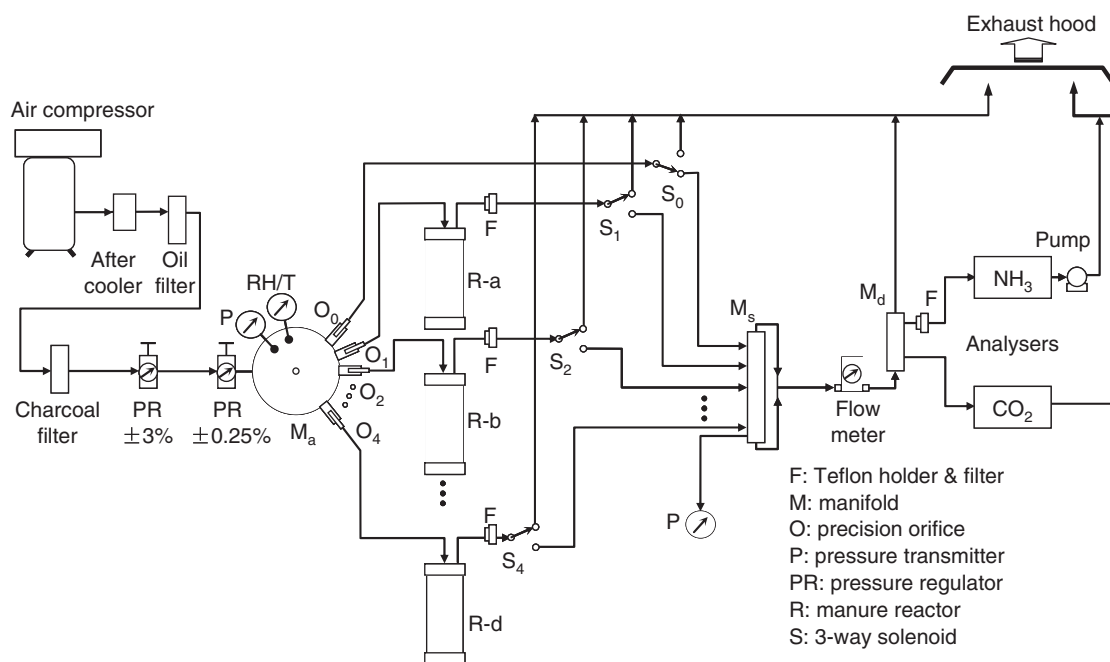 Exhaust hood
Air compressor
After
cooler
Oil
filter
RH/T
P
O₀
O₁
O₂
O₄
Mₐ
Charcoal
filter
PR
±3%
PR
±0.25%
F
R-a
F
R-b
F
R-d
S₀
S₁
S₂
S₄
Mₛ
P
Flow
meter
M_d
F
NH₃
Pump
Analysers
CO₂
F: Teflon holder & filter
M: manifold
O: precision orifice
P: pressure transmitter
PR: pressure regulator
R: manure reactor
S: 3-way solenoid